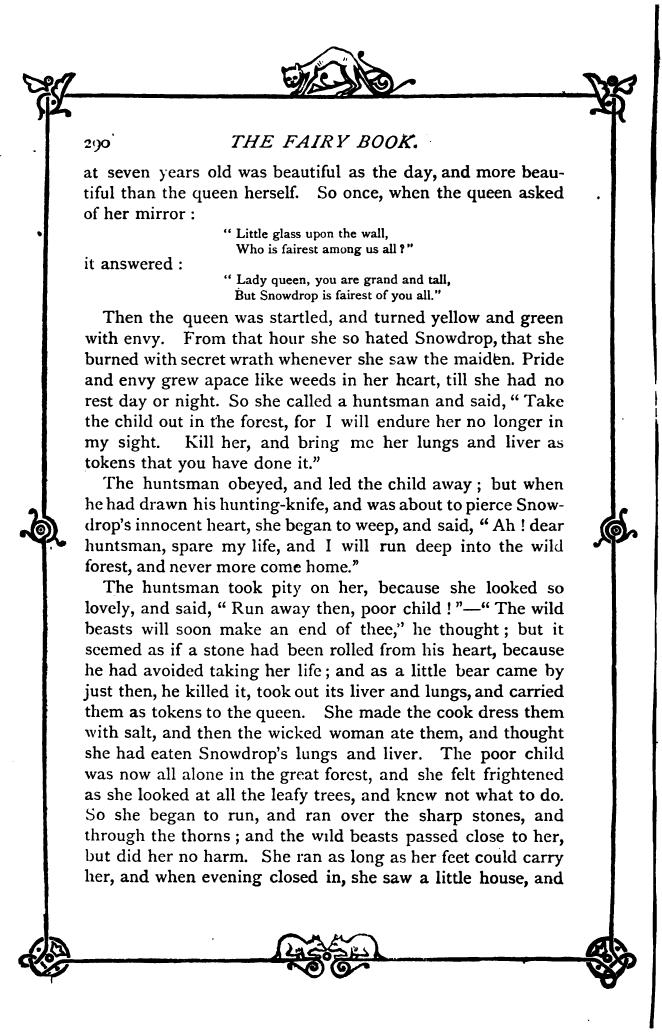 290
THE FAIRY BOOK.
at seven years old was beautiful as the day, and more beau-
tiful than the queen herself. So once, when the queen asked
of her mirror :
" Little glass upon the wall,
Who is fairest among us all ? "
it answered :
" Lady queen, you are grand and tall,
But Snowdrop is fairest of you all."
Then the queen was startled, and turned yellow and green
with envy. From that hour she so hated Snowdrop, that she
burned with secret wrath whenever she saw the maiden. Pride
and envy grew apace like weeds in her heart, till she had no
rest day or night. So she called a huntsman and said, " Take
the child out in the forest, for I will endure her no longer in
my sight. Kill her, and bring me her lungs and liver as
tokens that you have done it."
The huntsman obeyed, and led the child away ; but when
he had drawn his hunting-knife, and was about to pierce Snow-
drop's innocent heart, she began to weep, and said, " Ah ! dear
huntsman, spare my life, and I will run deep into the wild
forest, and never more come home."
The huntsman took pity on her, because she looked so
lovely, and said, " Run away then, poor child ! "—" The wild
beasts will soon make an end of thee," he thought ; but it
seemed as if a stone had been rolled from his heart, because
he had avoided taking her life ; and as a little bear came by
just then, he killed it, took out its liver and lungs, and carried
them as tokens to the queen. She made the cook dress them
with salt, and then the wicked woman ate them, and thought
she had eaten Snowdrop's lungs and liver. The poor child
was now all alone in the great forest, and she felt frightened
as she looked at all the leafy trees, and knew not what to do.
So she began to run, and ran over the sharp stones, and
through the thorns ; and the wild beasts passed close to her,
but did her no harm. She ran as long as her feet could carry
her, and when evening closed in, she saw a little house, and